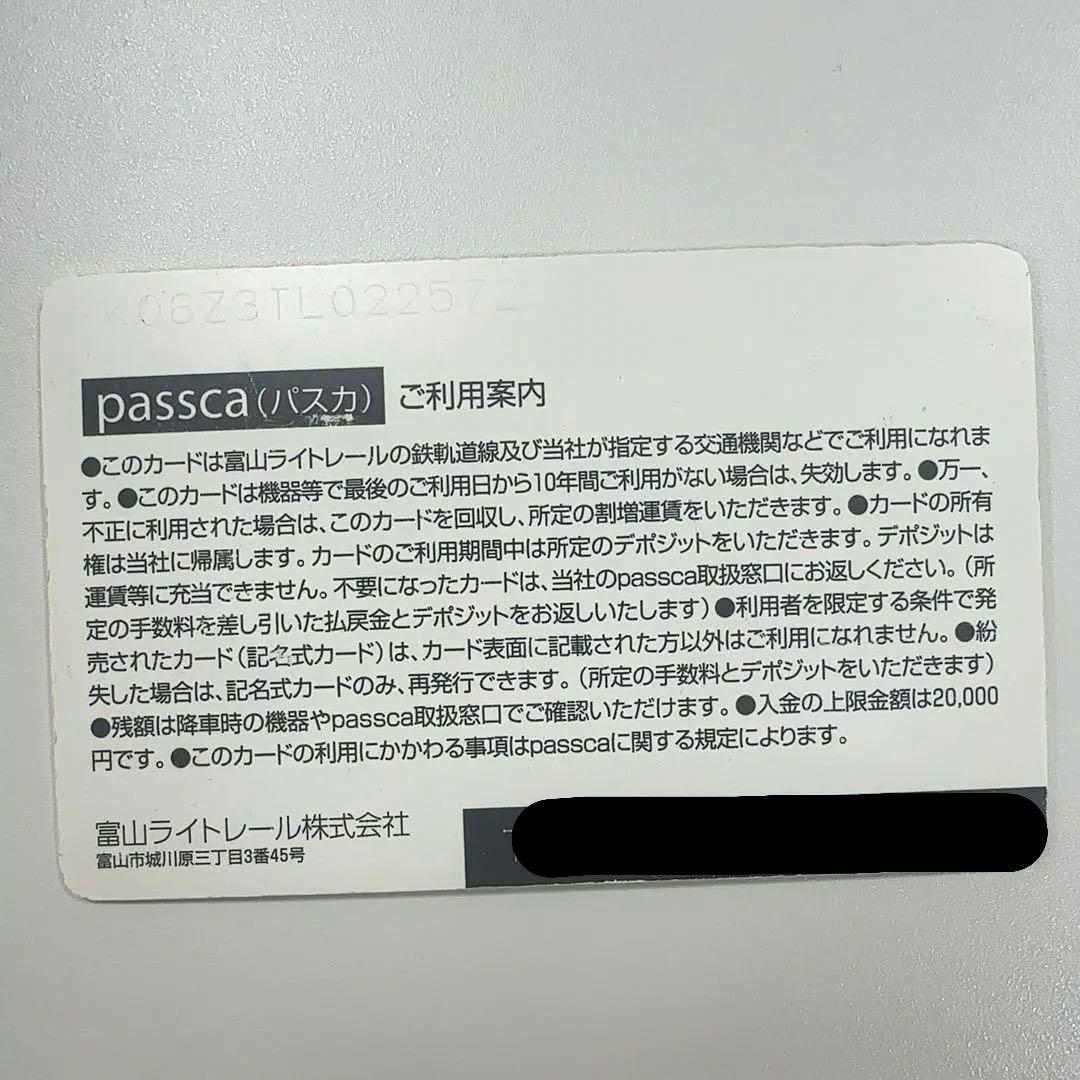 K06Z3TL022572
passca(パスカ) ご利用案内
●このカードは富山ライトレールの鉄軌道線及び当社が指定する交通機関などでご利用になれま
す。●このカードは機器等で最後のご利用日から10年間ご利用がない場合は、失効します。●万一、
不正に利用された場合は、このカードを回収し、所定の割増運賃をいただきます。●カードの所有
権は当社に帰属します。カードのご利用期間中は所定のデポジットをいただきます。デポジットは
運賃等に充当できません。不要になったカードは、当社のpassca取扱窓口にお返しください。(所
定の手数料を差し引いた払戻金とデポジットをお返しいたします)●利用者を限定する条件で発
売されたカード(記名式カード)は、カード表面に記載された方以外はご利用になれません。●紛
失した場合は、記名式カードのみ、再発行できます。(所定の手数料とデポジットをいただきます)
●残額は降車時の機器やpassca取扱窓口でご確認いただけます。●入金の上限金額は20,000
円です。●このカードの利用にかかわる事項はpasscaに関する規定によります。
富山ライトレール株式会社
富山市城川原三丁目3番45号